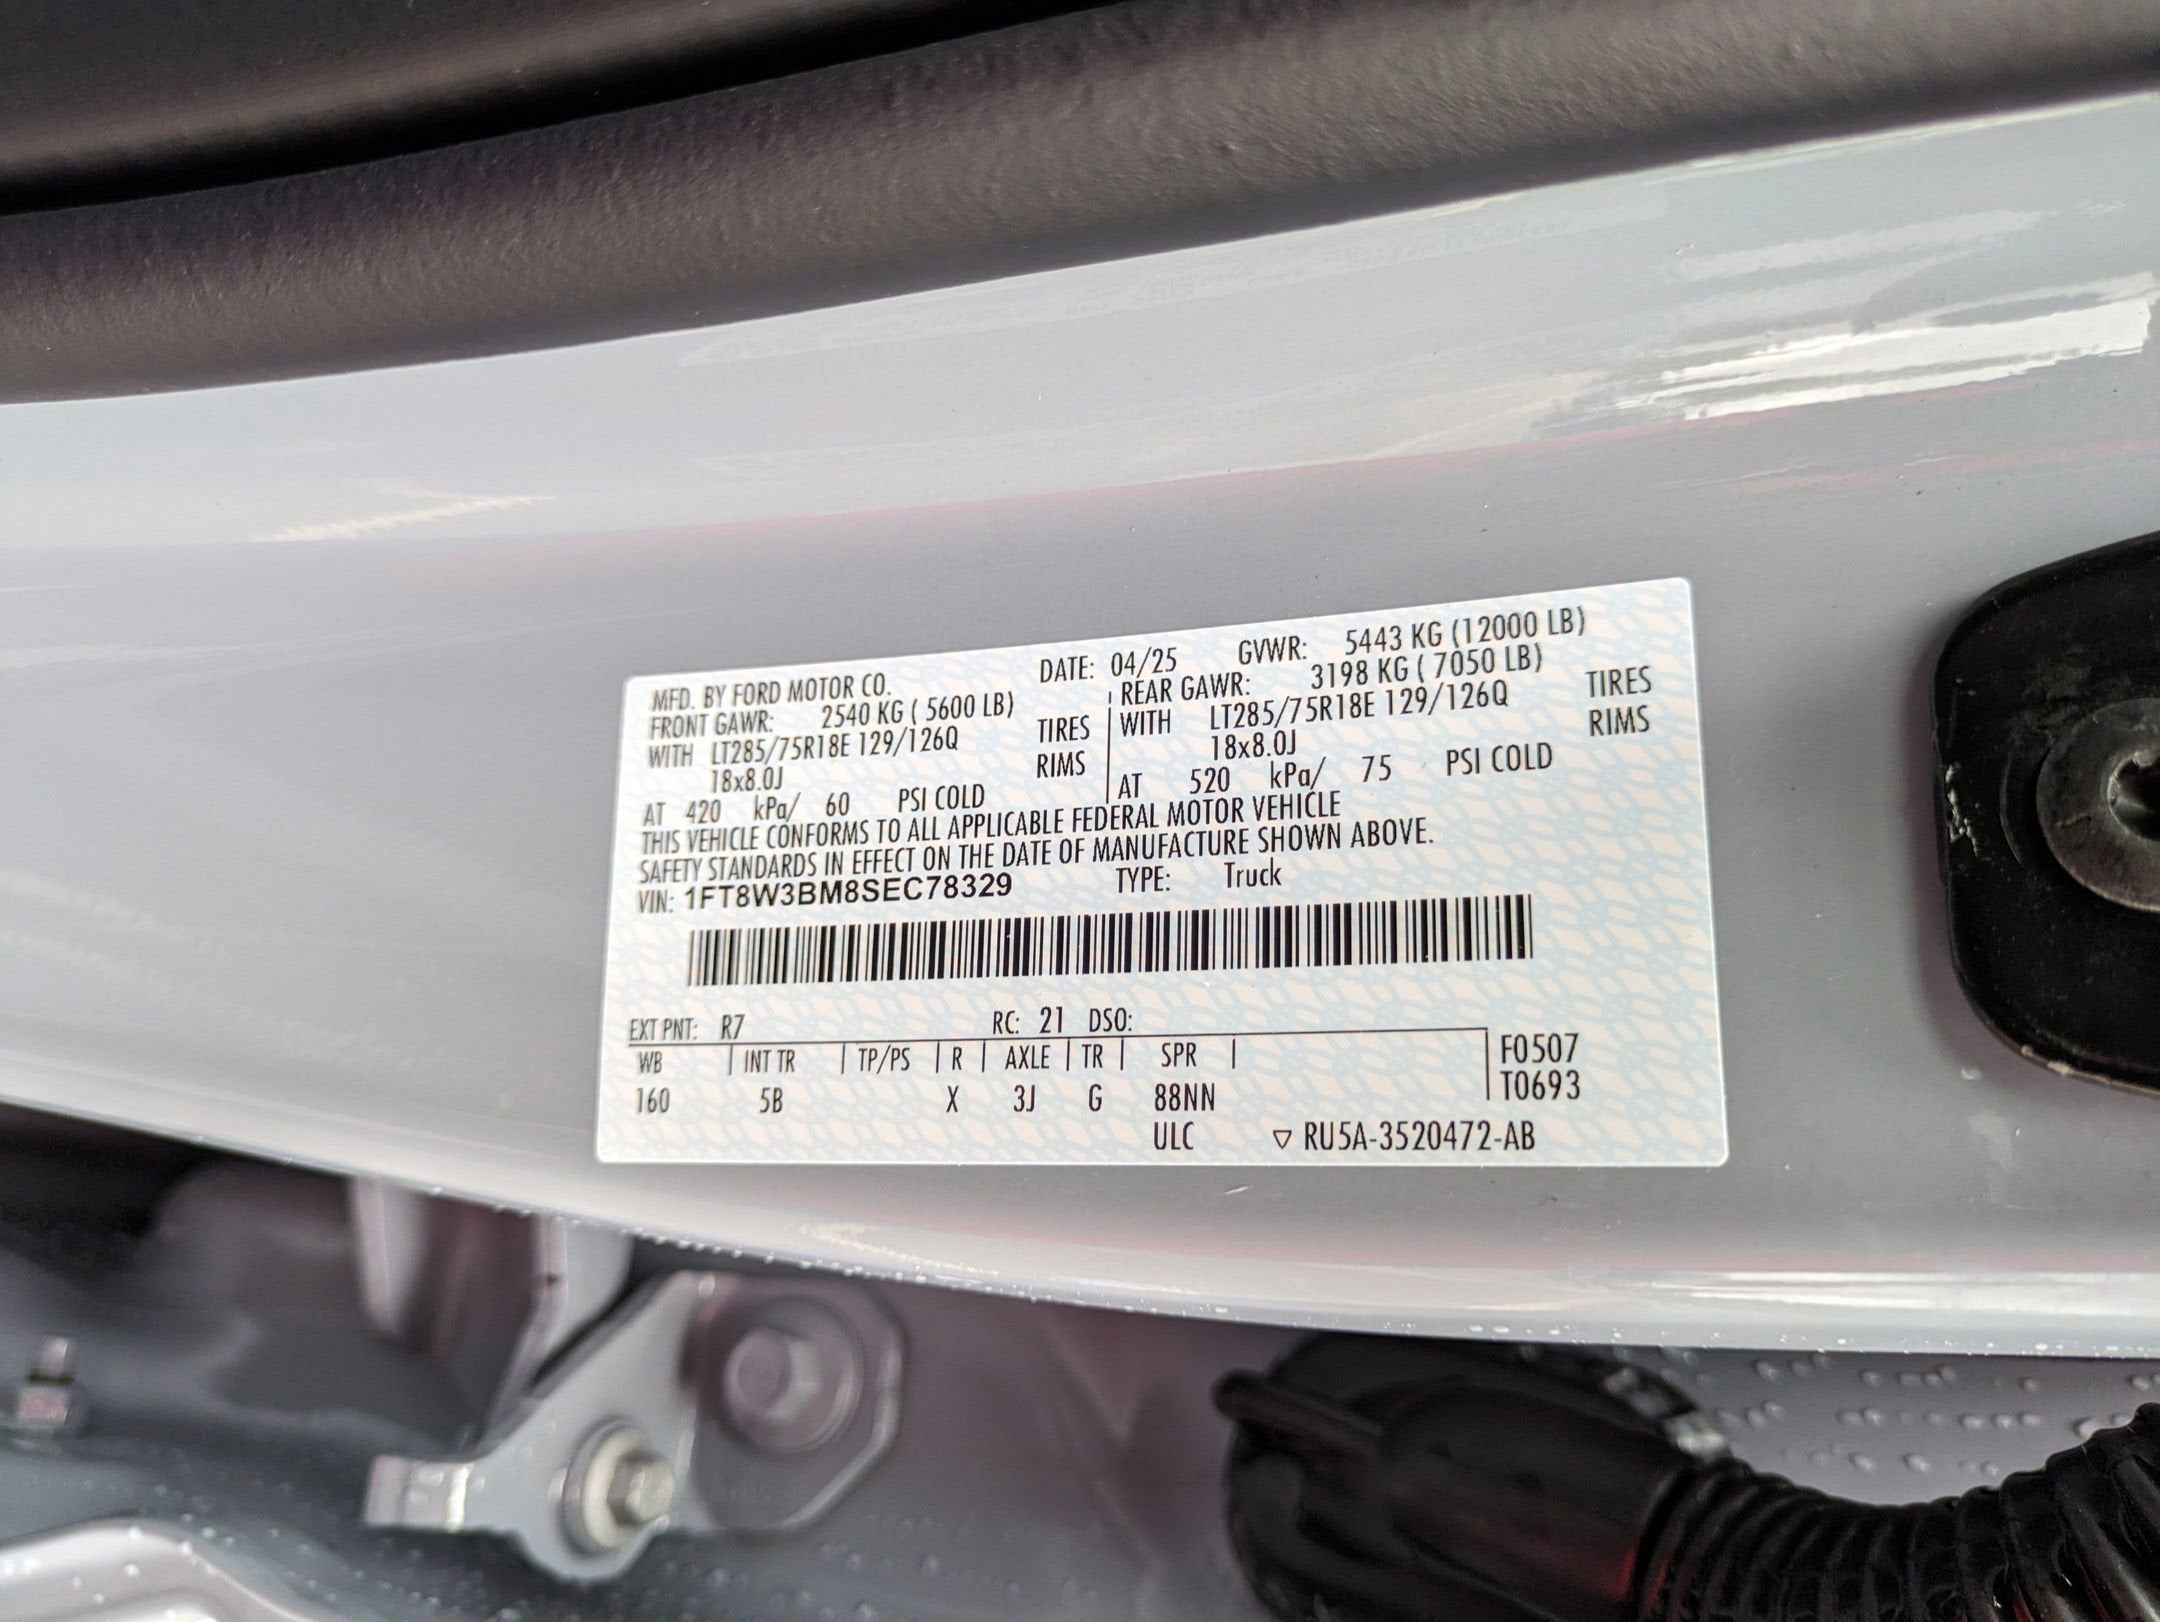 MFD. BY FORD MOTOR CO. DATE: 04/25 GVWR: 5443 KG (12000 LB)
FRONT GAWR: 2540 KG ( 5600 LB) REAR GAWR: 3198 KG ( 7050 LB)
WITH LT285/75R18E 129/126Q TIRES WITH LT285/75R18E 129/126Q TIRES
18x8.0J RIMS 18x8.0J RIMS
AT 420 kPa/ 60 PSI COLD AT 520 kPa/ 75 PSI COLD
THIS VEHICLE CONFORMS TO ALL APPLICABLE FEDERAL MOTOR VEHICLE
SAFETY STANDARDS IN EFFECT ON THE DATE OF MANUFACTURE SHOWN ABOVE.
VIN: 1FT8W3BM8SEC78329 TYPE: Truck
EXT PNT: R7 RC: 21 DSO:
WB INT TR TP/PS R AXLE TR SPR F0507
160 5B X 3J G 88NN T0693
ULC ▽ RU5A-3520472-AB